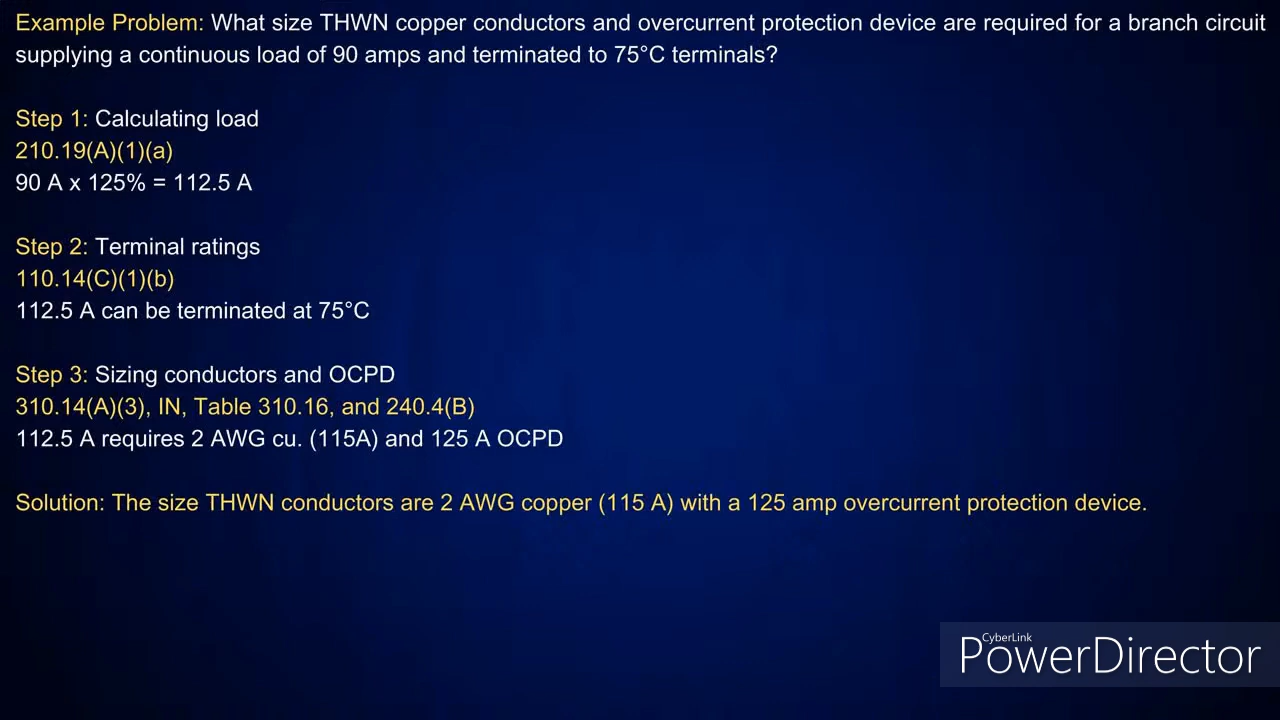 Example Problem: What size THWN copper conductors and overcurrent protection device are required for a branch circuit
supplying a continuous load of 90 amps and terminated to 75°C terminals?
Step 1: Calculating load
210.19(A)(1)(a)
90 A x 125% = 112.5 A
Step 2: Terminal ratings
110.14(C)(1)(b)
112.5 A can be terminated at 75°C
Step 3: Sizing conductors and OCPD
310.14(A)(3), IN, Table 310.16, and 240.4(B)
112.5 A requires 2 AWG cu. (115A) and 125 A OCPD
Solution: The size THWN conductors are 2 AWG copper (115 A) with a 125 amp overcurrent protection device.
CyberLink
PowerDirector